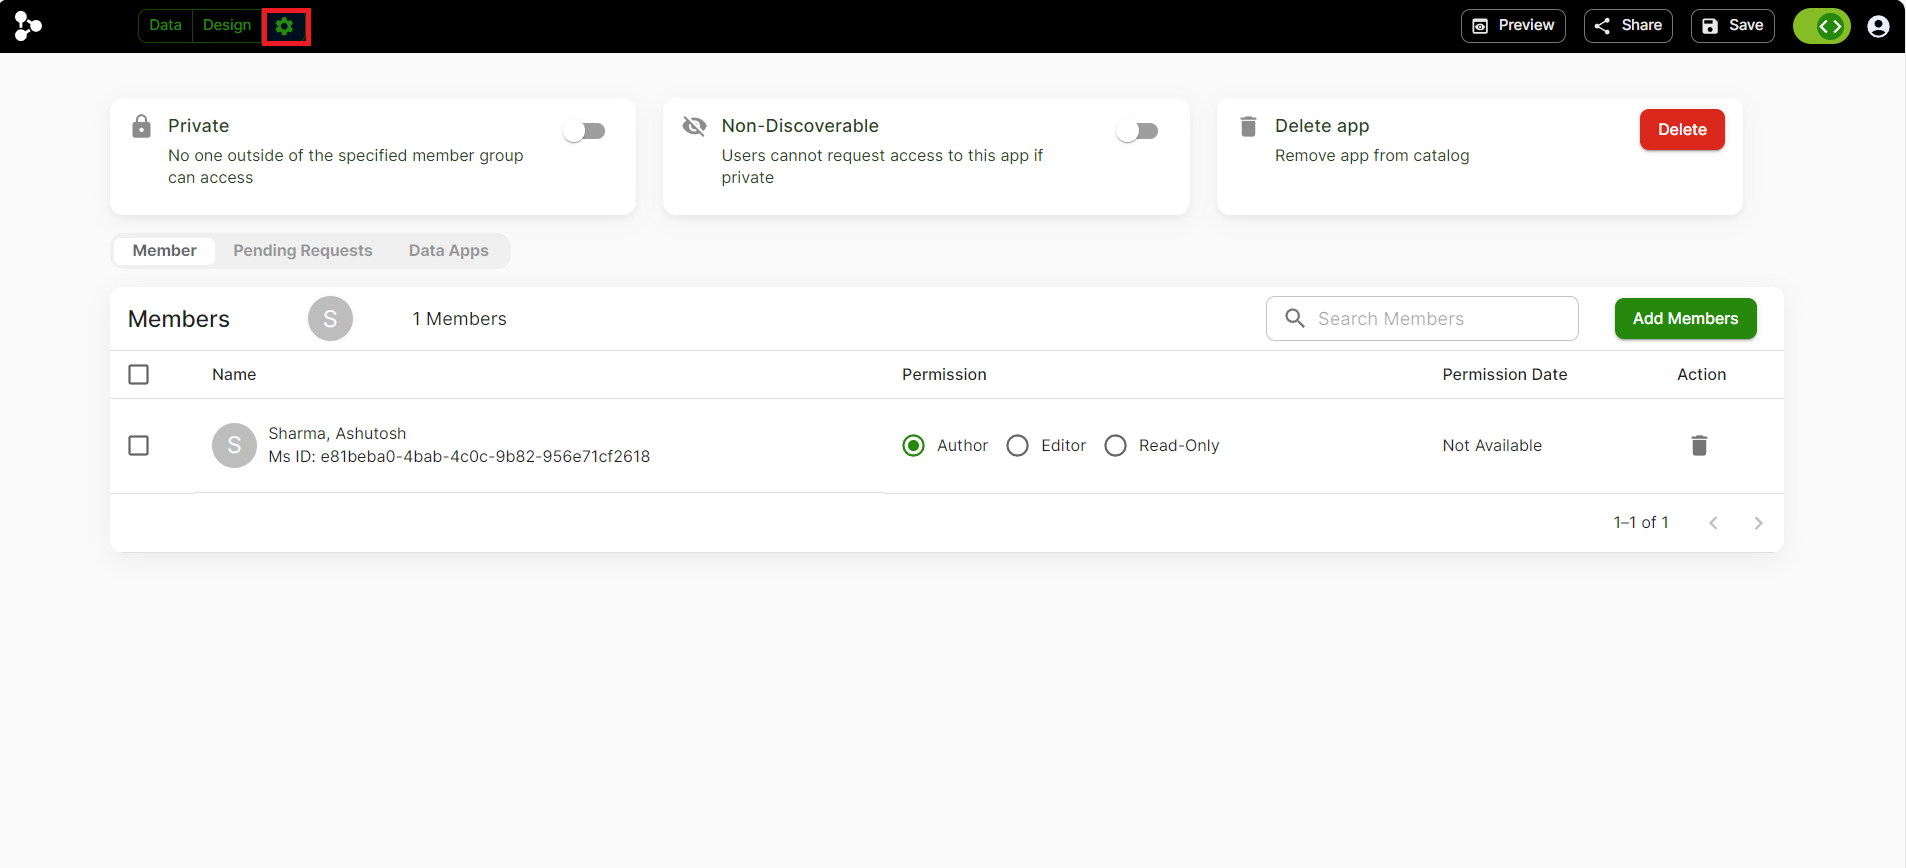 Data Design Preview Share Save
Private
No one outside of the specified member group
can access
Non-Discoverable
Users cannot request access to this app if
private
Delete app
Remove app from catalog
Delete
Member Pending Requests Data Apps
Members S 1 Members Search Members Add Members
Name Permission Permission Date Action
S
Sharma, Ashutosh
Ms ID: e81beba0-4bab-4c0c-9b82-956e71cf2618
Author Editor Read-Only Not Available
1–1 of 1